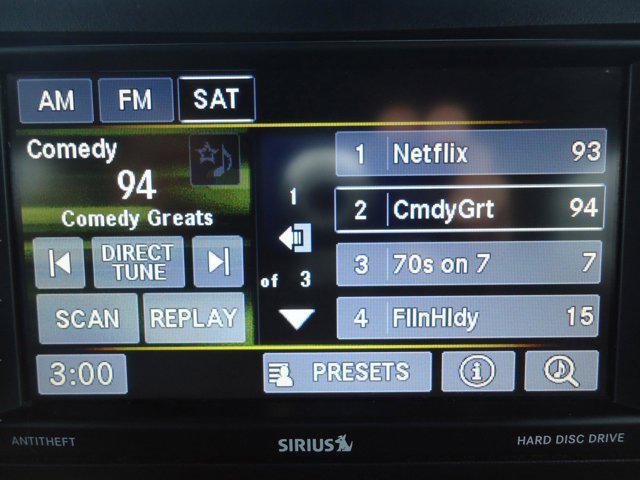 AM FM SAT
Comedy
94
Comedy Greats
DIRECT
TUNE
SCAN REPLAY
3:00
1
of 3
1 Netflix 93
2 CmdyGrt 94
3 70s on 7 7
4 FllnHldy 15
PRESETS
ANTITHEFT
SIRIUS
HARD DISC DRIVE